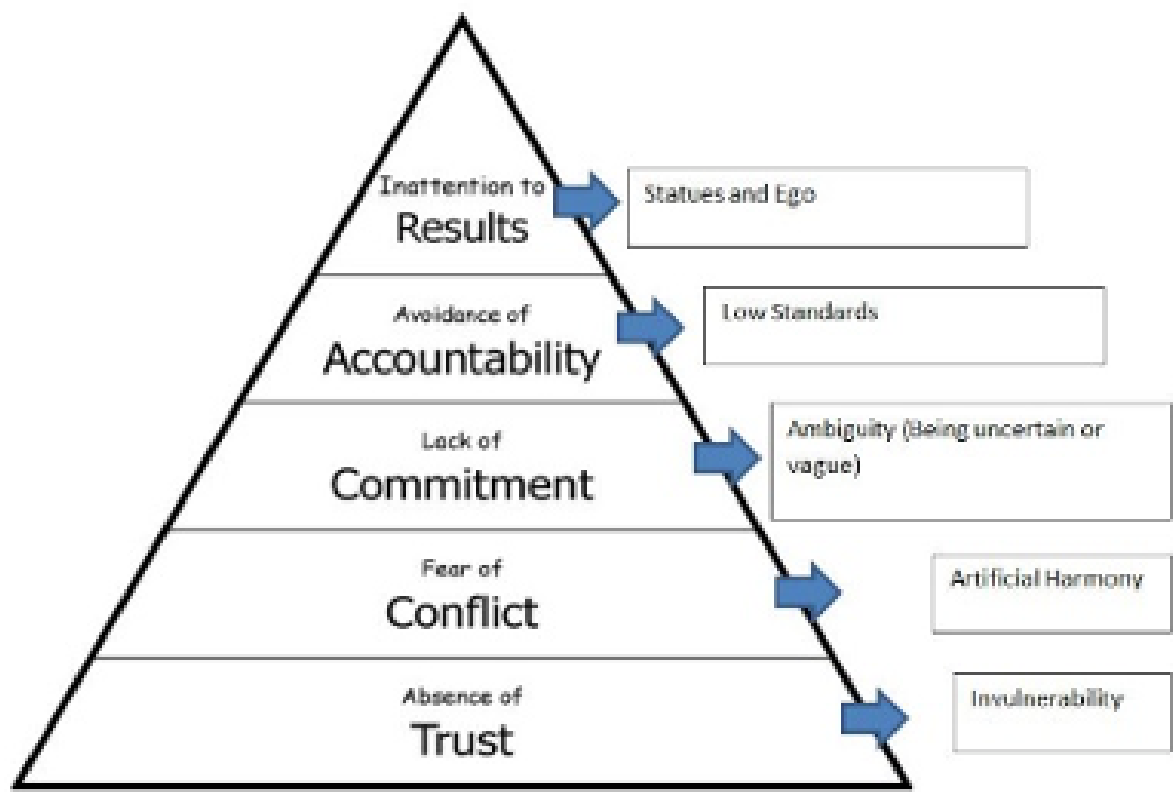 Inattention to
Results
Statues and Ego
Avoidance of
Accountability
Low Standards
Lack of
Commitment
Ambiguity (Being uncertain or
vague)
Fear of
Conflict
Artificial Harmony
Absence of
Trust
Invulnerability